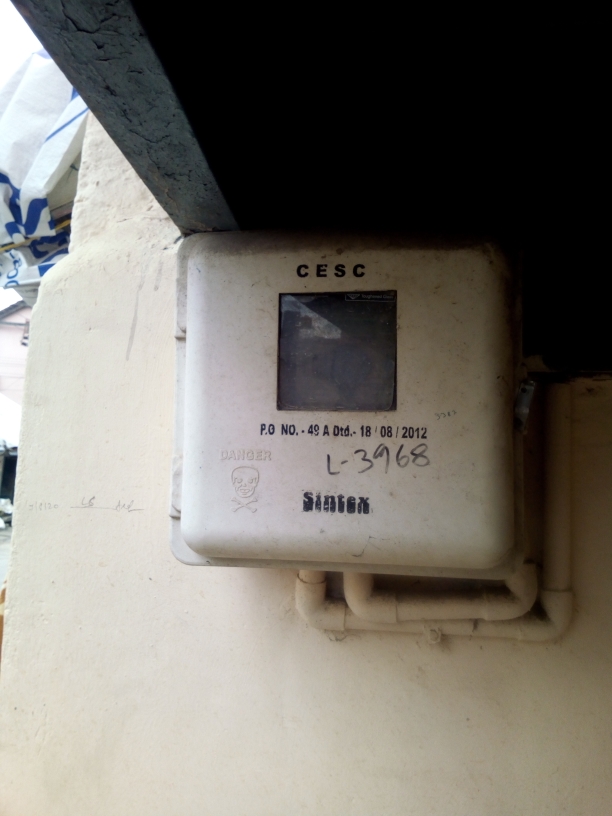 CESC
P.O NO. - 49 A Dtd.- 18 / 08 / 2012
DANGER
L-3968
Sintex